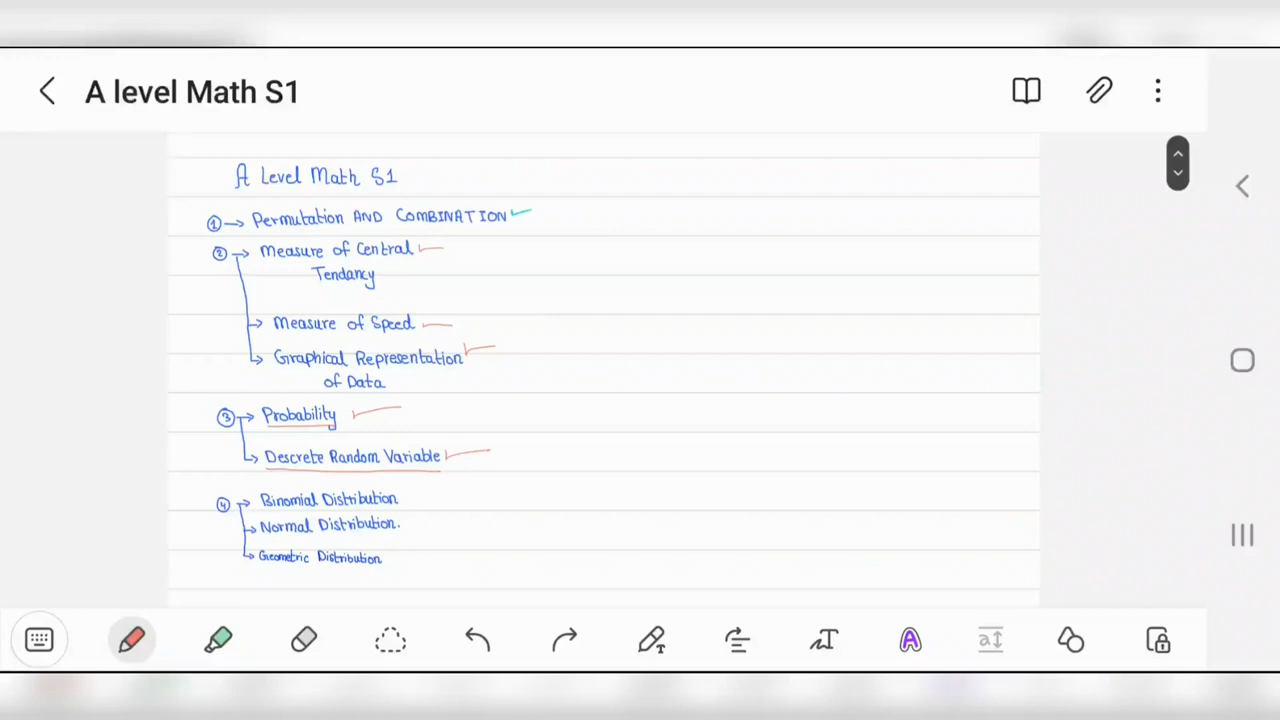 A level Math S1
A Level Math S1
① → Permutation AND COMBINATION
② → Measure of Central
Tendancy
→ Measure of Speed
→ Graphical Representation
of Data
③ → Probability
→ Descrete Random Variable
④ → Binomial Distribution
→ Normal Distribution.
→ Geometric Distribution